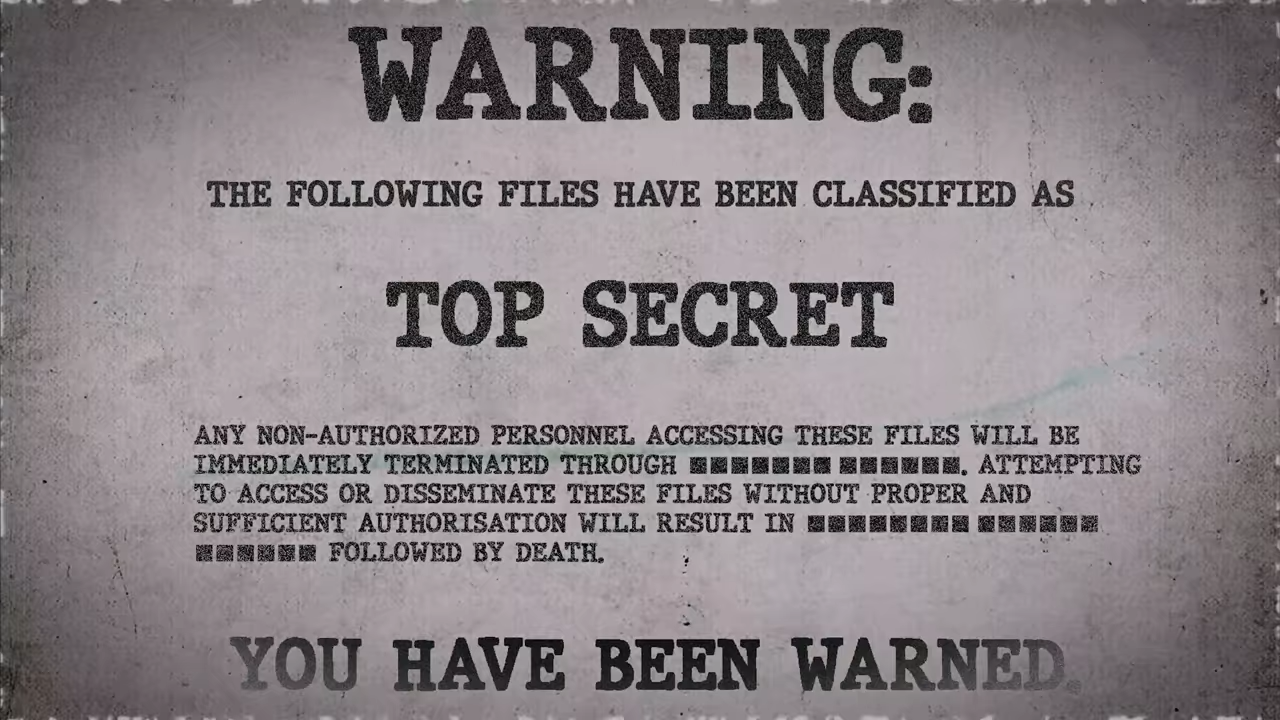 WARNING:
THE FOLLOWING FILES HAVE BEEN CLASSIFIED AS
TOP SECRET
ANY NON-AUTHORIZED PERSONNEL ACCESSING THESE FILES WILL BE
IMMEDIATELY TERMINATED THROUGH ■■■■■■■ ■■■■■■. ATTEMPTING
TO ACCESS OR DISSEMINATE THESE FILES WITHOUT PROPER AND
SUFFICIENT AUTHORISATION WILL RESULT IN ■■■■■■■■ ■■■■■■
■■■■■■ FOLLOWED BY DEATH.
YOU HAVE BEEN WARNED.